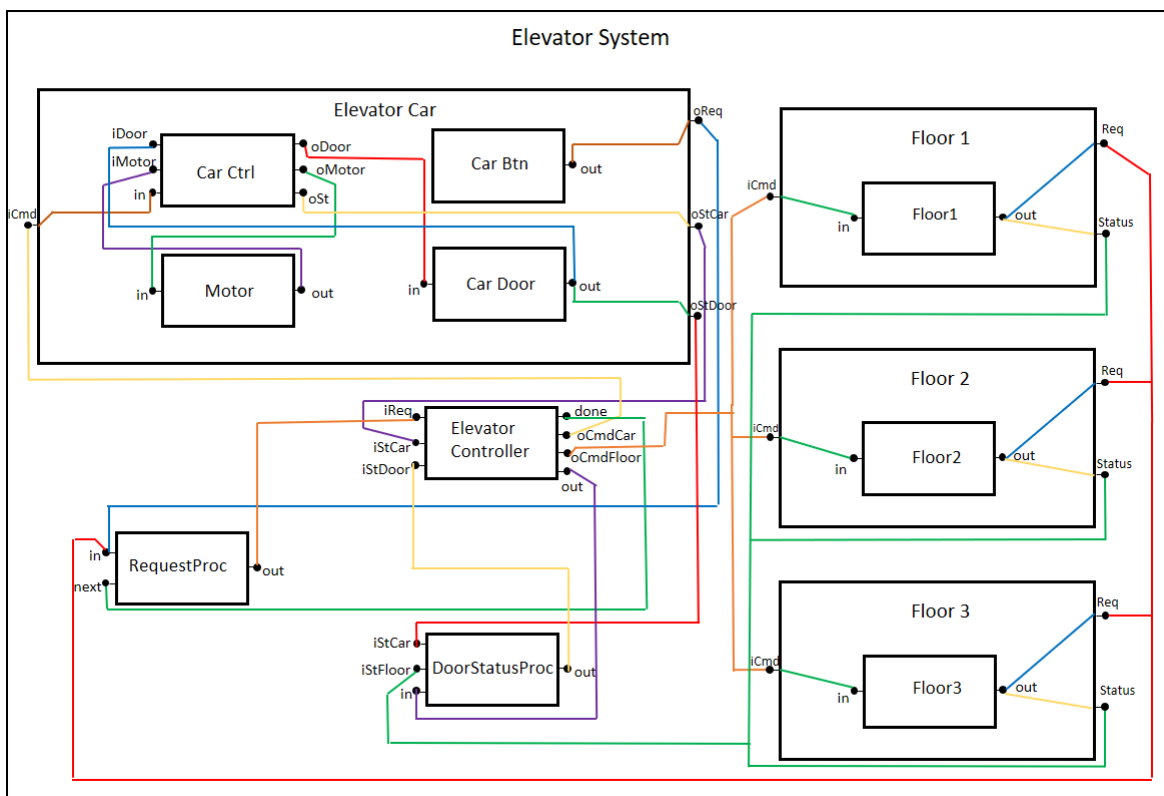 Elevator System
Elevator Car
oReq
iDoor
oDoor
iMotor
Car Ctrl
oMotor
in
oSt
Car Btn
out
iCmd
oStCar
in
Motor
out
in
Car Door
out
oStDoor
Floor 1
Req
iCmd
Floor1
in
out
Status
Floor 2
Req
iCmd
Floor2
in
out
Status
Floor 3
Req
iCmd
Floor3
in
out
Status
iReq
iStCar
iStDoor
Elevator
Controller
done
oCmdCar
oCmdFloor
out
in
next
RequestProc
out
iStCar
iStFloor
in
DoorStatusProc
out